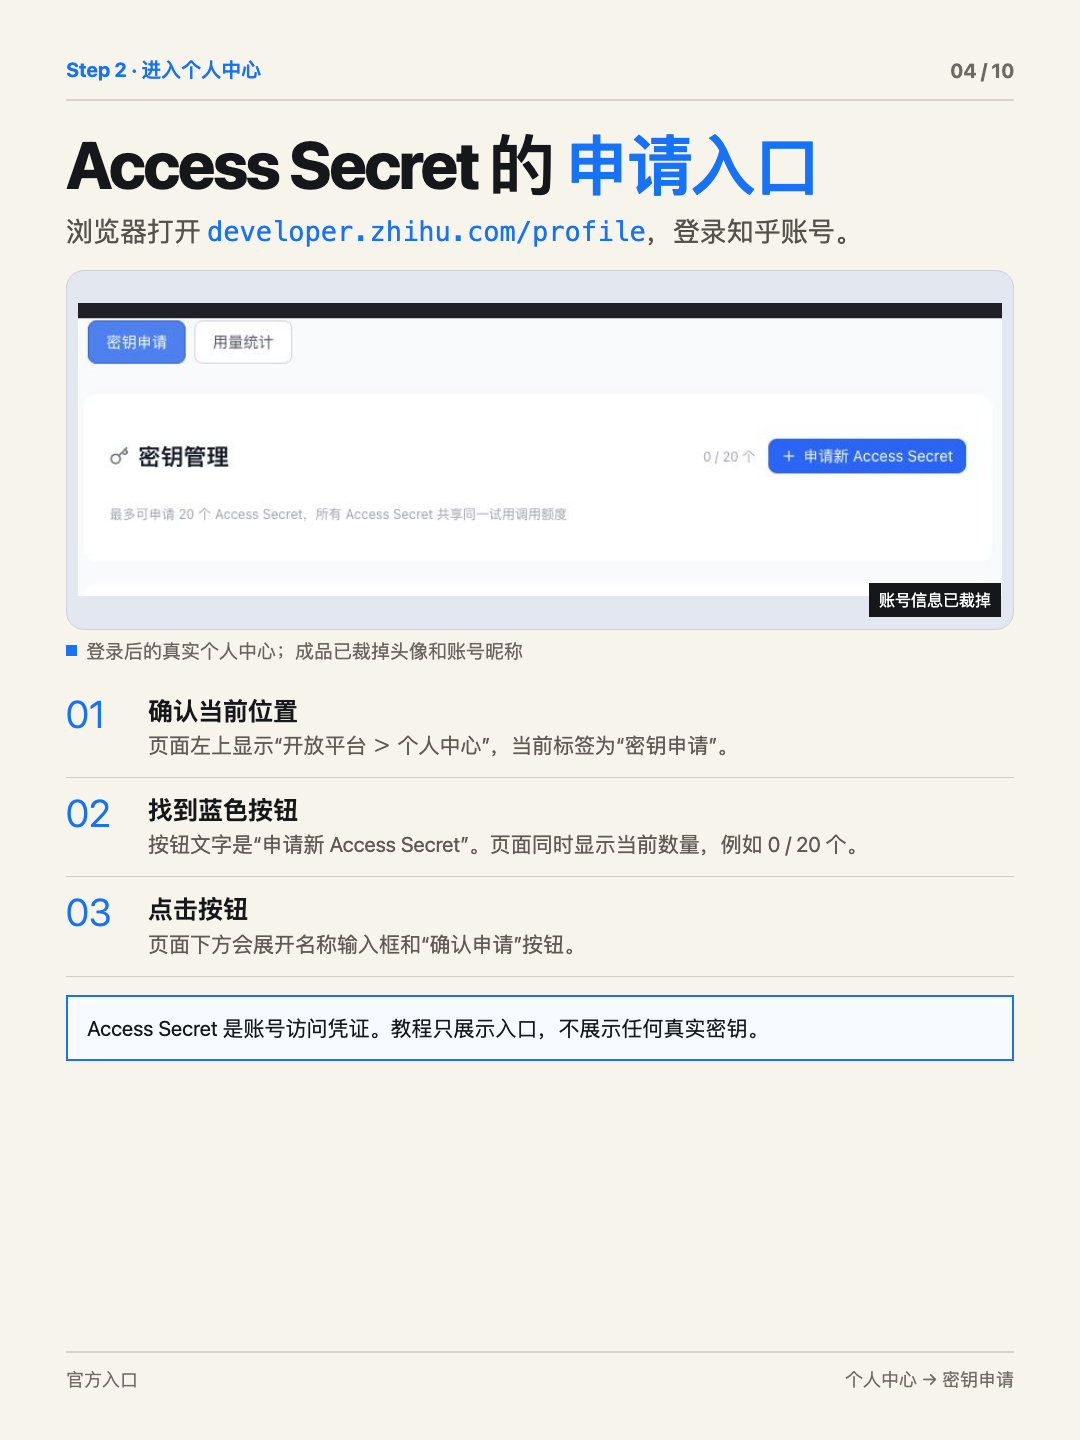 Step 2 · 进入个人中心
04 / 10
Access Secret 的 申请入口
浏览器打开 developer.zhihu.com/profile，登录知乎账号。
密钥申请
用量统计
密钥管理
0 / 20 个
+ 申请新 Access Secret
最多可申请 20 个 Access Secret，所有 Access Secret 共享同一试用调用额度
账号信息已裁掉
登录后的真实个人中心；成品已裁掉头像和账号昵称
01
确认当前位置
页面左上显示“开放平台 > 个人中心”，当前标签为“密钥申请”。
02
找到蓝色按钮
按钮文字是“申请新 Access Secret”。页面同时显示当前数量，例如 0 / 20 个。
03
点击按钮
页面下方会展开名称输入框和“确认申请”按钮。
Access Secret 是账号访问凭证。教程只展示入口，不展示任何真实密钥。
官方入口
个人中心 → 密钥申请